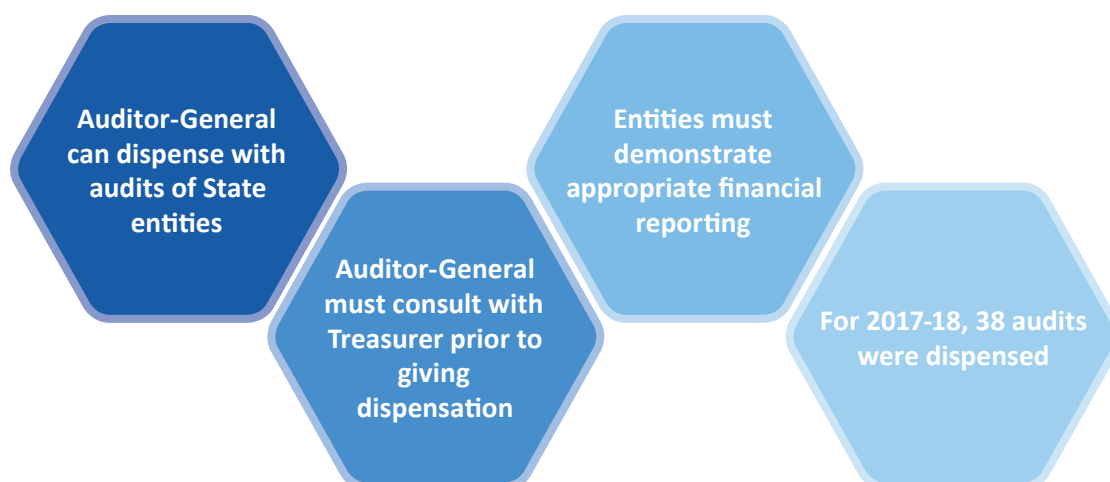 Auditor-General
can dispense with
audits of State
entities
Auditor-General
must consult with
Treasurer prior to
giving
dispensation
Entities must
demonstrate
appropriate financial
reporting
For 2017-18, 38 audits
were dispensed